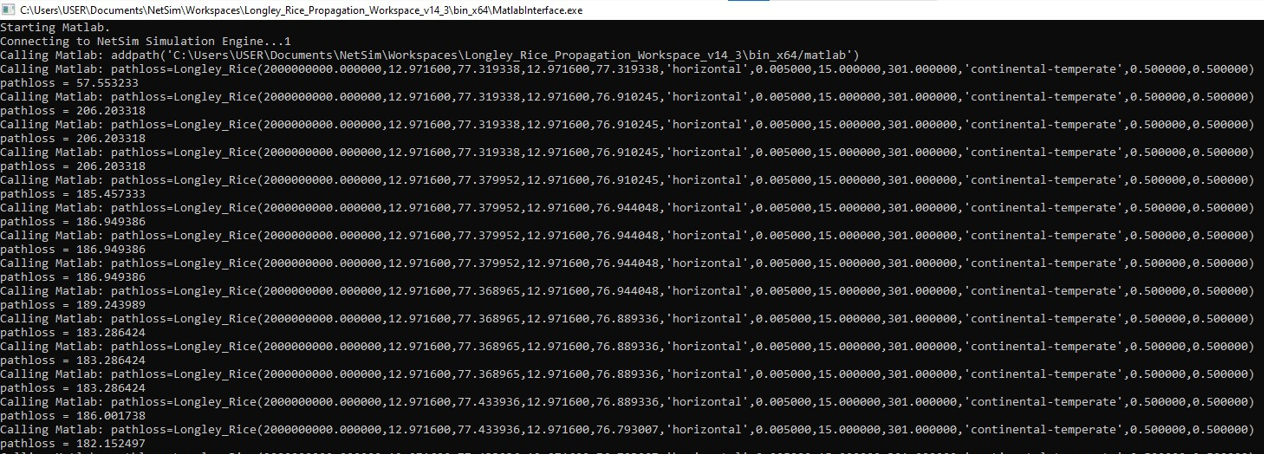 C:\Users\USER\Documents\NetSim\Workspaces\Longley_Rice_Propagation_Workspace_v14_3\bin_x64\MatlabInterface.exe
Starting Matlab.
Connecting to NetSim Simulation Engine...1
Calling Matlab: addpath('C:\Users\USER\Documents\NetSim\Workspaces\Longley_Rice_Propagation_Workspace_v14_3\bin_x64/matlab')
Calling Matlab: pathloss=Longley_Rice(2000000000.000000,12.971600,77.319338,12.971600,77.319338,'horizontal',0.005000,15.000000,301.000000,'continental-temperate',0.500000,0.500000)
pathloss = 57.553233
Calling Matlab: pathloss=Longley_Rice(2000000000.000000,12.971600,77.319338,12.971600,76.910245,'horizontal',0.005000,15.000000,301.000000,'continental-temperate',0.500000,0.500000)
pathloss = 206.203318
Calling Matlab: pathloss=Longley_Rice(2000000000.000000,12.971600,77.319338,12.971600,76.910245,'horizontal',0.005000,15.000000,301.000000,'continental-temperate',0.500000,0.500000)
pathloss = 206.203318
Calling Matlab: pathloss=Longley_Rice(2000000000.000000,12.971600,77.319338,12.971600,76.910245,'horizontal',0.005000,15.000000,301.000000,'continental-temperate',0.500000,0.500000)
pathloss = 206.203318
Calling Matlab: pathloss=Longley_Rice(2000000000.000000,12.971600,77.379952,12.971600,76.910245,'horizontal',0.005000,15.000000,301.000000,'continental-temperate',0.500000,0.500000)
pathloss = 185.457333
Calling Matlab: pathloss=Longley_Rice(2000000000.000000,12.971600,77.379952,12.971600,76.944048,'horizontal',0.005000,15.000000,301.000000,'continental-temperate',0.500000,0.500000)
pathloss = 186.949386
Calling Matlab: pathloss=Longley_Rice(2000000000.000000,12.971600,77.379952,12.971600,76.944048,'horizontal',0.005000,15.000000,301.000000,'continental-temperate',0.500000,0.500000)
pathloss = 186.949386
Calling Matlab: pathloss=Longley_Rice(2000000000.000000,12.971600,77.379952,12.971600,76.944048,'horizontal',0.005000,15.000000,301.000000,'continental-temperate',0.500000,0.500000)
pathloss = 186.949386
Calling Matlab: pathloss=Longley_Rice(2000000000.000000,12.971600,77.368965,12.971600,76.944048,'horizontal',0.005000,15.000000,301.000000,'continental-temperate',0.500000,0.500000)
pathloss = 189.243989
Calling Matlab: pathloss=Longley_Rice(2000000000.000000,12.971600,77.368965,12.971600,76.889336,'horizontal',0.005000,15.000000,301.000000,'continental-temperate',0.500000,0.500000)
pathloss = 183.286424
Calling Matlab: pathloss=Longley_Rice(2000000000.000000,12.971600,77.368965,12.971600,76.889336,'horizontal',0.005000,15.000000,301.000000,'continental-temperate',0.500000,0.500000)
pathloss = 183.286424
Calling Matlab: pathloss=Longley_Rice(2000000000.000000,12.971600,77.368965,12.971600,76.889336,'horizontal',0.005000,15.000000,301.000000,'continental-temperate',0.500000,0.500000)
pathloss = 183.286424
Calling Matlab: pathloss=Longley_Rice(2000000000.000000,12.971600,77.433936,12.971600,76.889336,'horizontal',0.005000,15.000000,301.000000,'continental-temperate',0.500000,0.500000)
pathloss = 186.001738
Calling Matlab: pathloss=Longley_Rice(2000000000.000000,12.971600,77.433936,12.971600,76.793007,'horizontal',0.005000,15.000000,301.000000,'continental-temperate',0.500000,0.500000)
pathloss = 182.152497